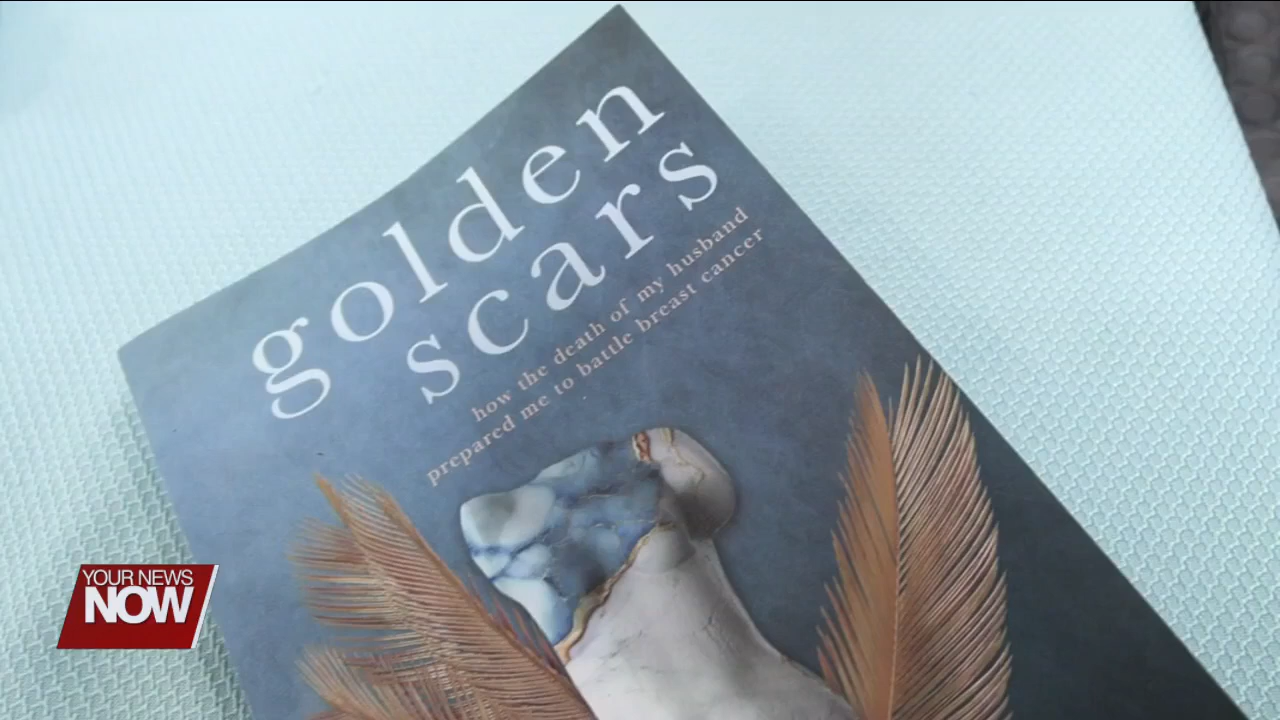 golden
scars
how the death of my husband
prepared me to battle breast cancer
YOUR NEWS
NOW